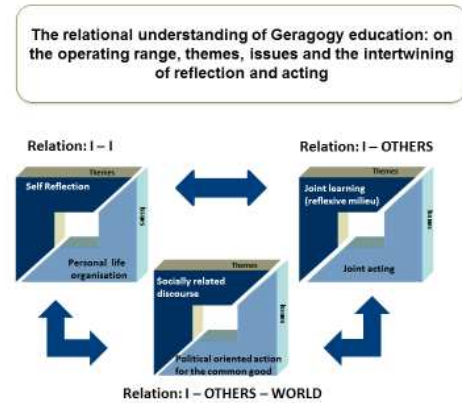 The relational understanding of Geragogy education: on
the operating range, themes, issues and the intertwining
of reflection and acting
Relation: I – I
Relation: I – OTHERS
Themes
Self Reflection
Issues
Personal life
organisation
Themes
Joint learning
(reflexive milieu)
Issues
Joint acting
Themes
Socially related
discourse
Issues
Political oriented action
for the common good
Relation: I – OTHERS – WORLD